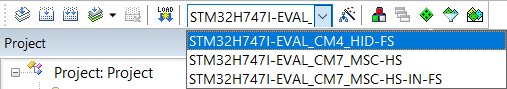 LOAD STM32H747I-EVAL_
Project
STM32H747I-EVAL_CM4_HID-FS
STM32H747I-EVAL_CM7_MSC-HS
STM32H747I-EVAL_CM7_MSC-HS-IN-FS
Project: Project